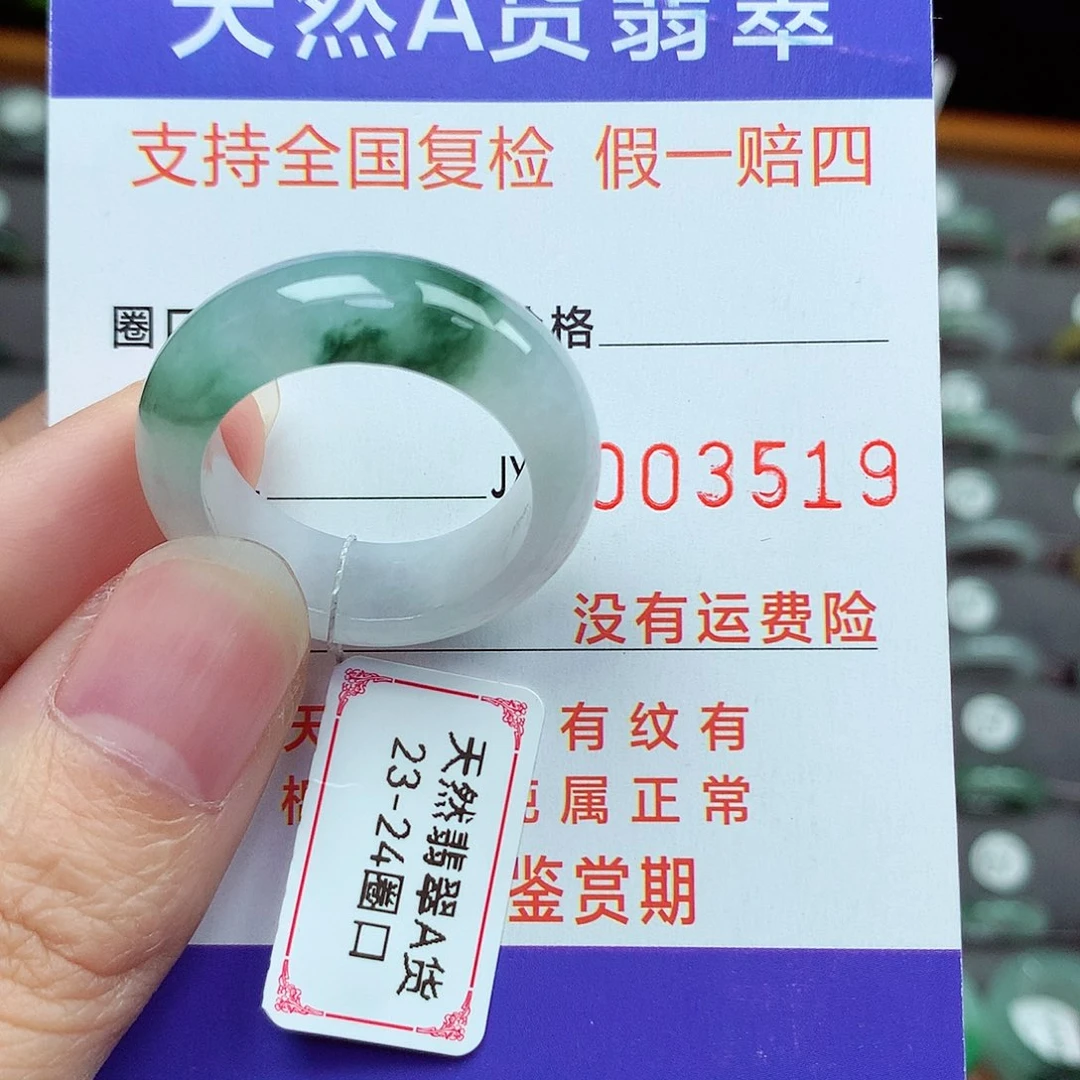 天然A货翡翠
支持全国复检 假一赔四
圈口 格
JY 003519
没有运费险
天 有纹有
棉 属正常
鉴赏期
天然翡翠A货
23-24圈口